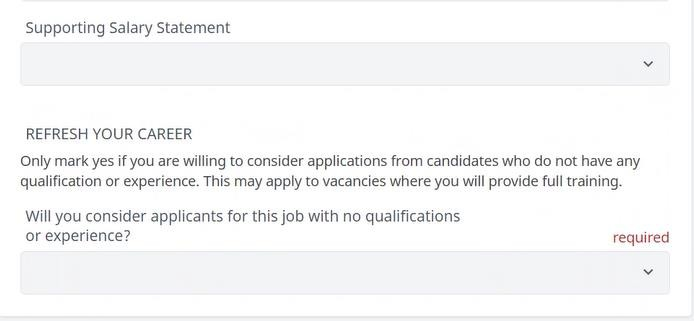 Supporting Salary Statement
REFRESH YOUR CAREER
Only mark yes if you are willing to consider applications from candidates who do not have any
qualification or experience. This may apply to vacancies where you will provide full training.
Will you consider applicants for this job with no qualifications
or experience?
required